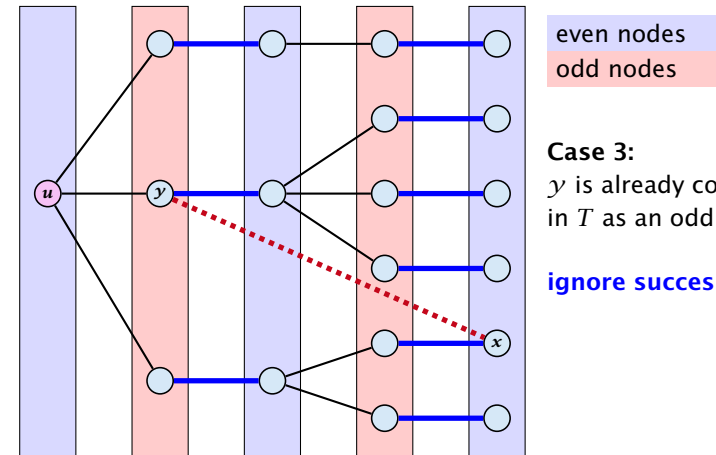 even nodes
odd nodes
Case 3:
y is already co
in T as an odd
ignore succes
u
y
x